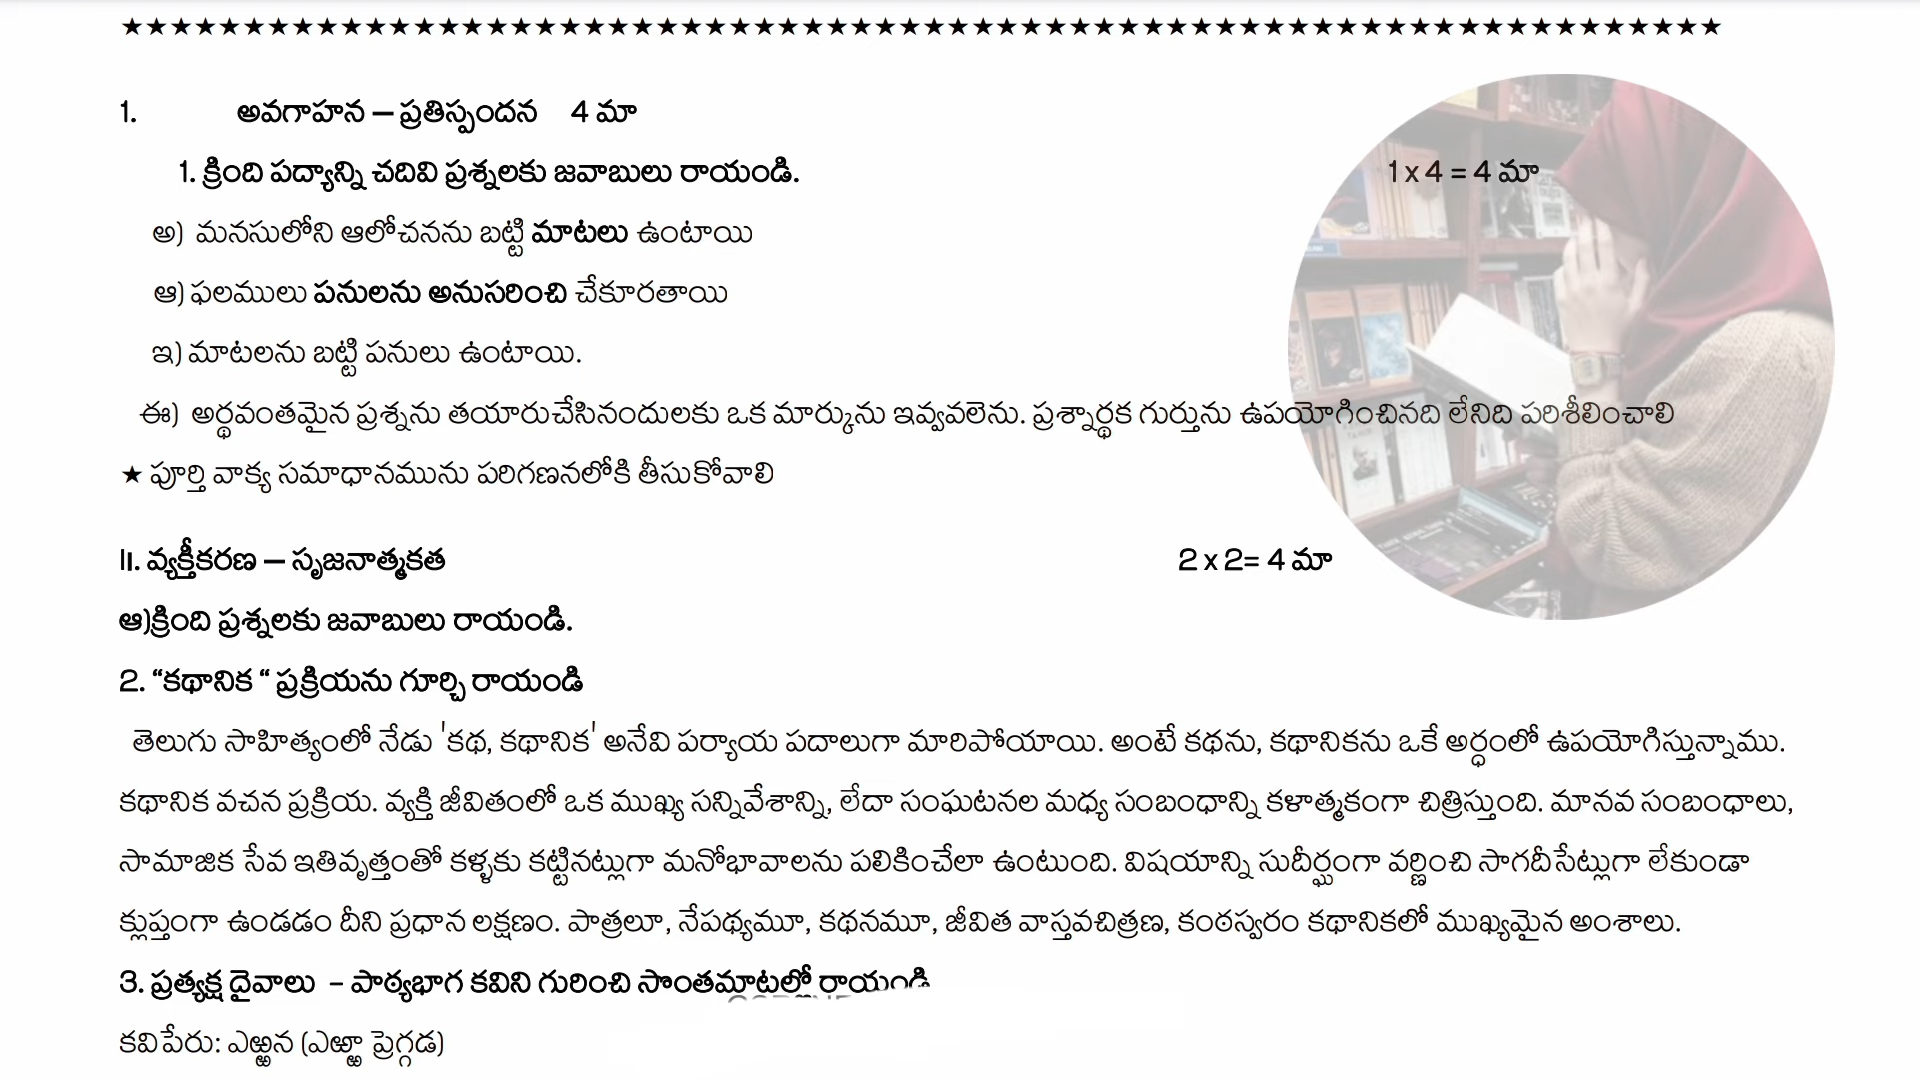 ★★★★★★★★★★★★★★★★★★★★★★★★★★★★★★★★★★★★★★★★★★★★★★★★★★★★★★★★★★★★★★★★★★★
1. అవగాహన – ప్రతిస్పందన 4 మా
1. క్రింది పద్యాన్ని చదివి ప్రశ్నలకు జవాబులు రాయండి. 1 x 4 = 4 మా
అ) మనసులోని ఆలోచనను బట్టి మాటలు ఉంటాయి
ఆ) ఫలములు పనులను అనుసరించి చేకూరతాయి
ఇ) మాటలను బట్టి పనులు ఉంటాయి.
ఈ) అర్థవంతమైన ప్రశ్నను తయారుచేసినందులకు ఒక మార్కును ఇవ్వవలెను. ప్రశ్నార్థక గుర్తును ఉపయోగించినది లేనిది పరిశీలించాలి
★ పూర్తి వాక్య సమాధానమును పరిగణనలోకి తీసుకోవాలి
II. వ్యక్తీకరణ – సృజనాత్మకత 2 x 2= 4 మా
ఆ)క్రింది ప్రశ్నలకు జవాబులు రాయండి.
2. “కథానిక “ ప్రక్రియను గూర్చి రాయండి
తెలుగు సాహిత్యంలో నేడు 'కథ, కథానిక' అనేవి పర్యాయ పదాలుగా మారిపోయాయి. అంటే కథను, కథానికను ఒకే అర్థంలో ఉపయోగిస్తున్నాము.
కథానిక వచన ప్రక్రియ. వ్యక్తి జీవితంలో ఒక ముఖ్య సన్నివేశాన్ని, లేదా సంఘటనల మధ్య సంబంధాన్ని కళాత్మకంగా చిత్రిస్తుంది. మానవ సంబంధాలు,
సామాజిక సేవ ఇతివృత్తంతో కళ్ళకు కట్టినట్లుగా మనోభావాలను పలికించేలా ఉంటుంది. విషయాన్ని సుదీర్ఘంగా వర్ణించి సాగదీసేట్లుగా లేకుండా
క్లుప్తంగా ఉండడం దీని ప్రధాన లక్షణం. పాత్రలూ, నేపథ్యమూ, కథనమూ, జీవిత వాస్తవచిత్రణ, కంఠస్వరం కథానికలో ముఖ్యమైన అంశాలు.
3. ప్రత్యక్ష దైవాలు – పాఠ్యభాగ కవిని గురించి సొంతమాటల్లో రాయండి
కవిపేరు: ఎఱ్ఱన (ఎఱ్ఱా ప్రెగ్గడ)